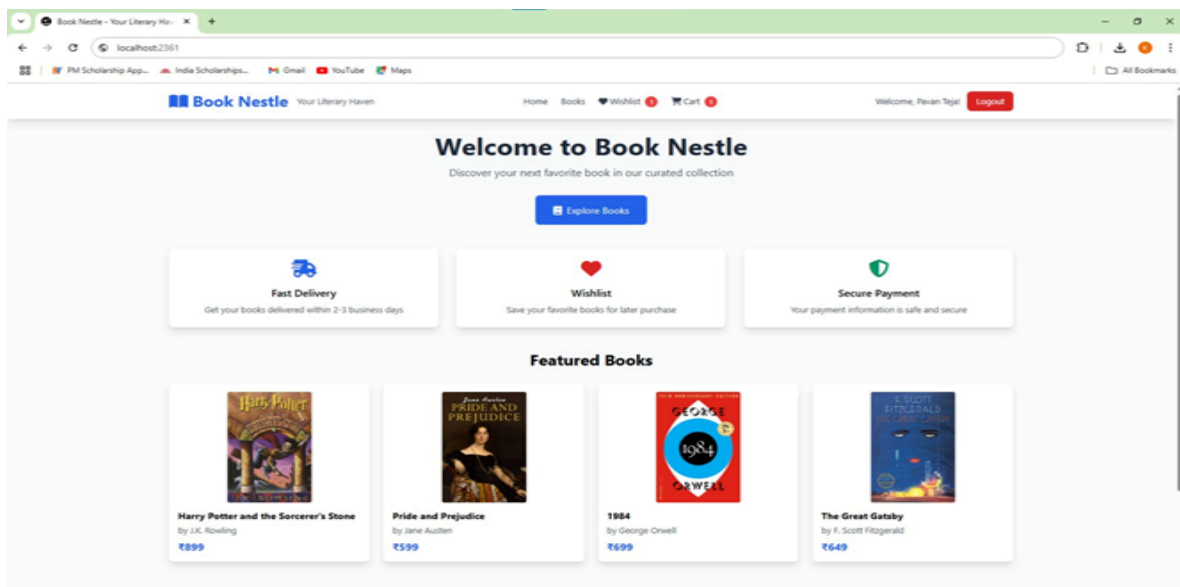 Book Nestle - Your Literary Ha
localhost:2361
PM Scholarship App... India Scholarships... Gmail YouTube Maps All Bookmarks
Book Nestle Your Literary Haven Home Books Wishlist Cart Welcome, Pavan Teja! Logout
Welcome to Book Nestle
Discover your next favorite book in our curated collection
Explore Books
Fast Delivery Wishlist Secure Payment
Get your books delivered within 2-3 business days Save your favorite books for later purchase Your payment information is safe and secure
Featured Books
Harry Potter
J.K. ROWLING
Jane Austen
PRIDE AND
PREJUDICE
GEORGE
1984
ORWELL
F. SCOTT
FITZGERALD
THE GREAT GATSBY
Harry Potter and the Sorcerer's Stone Pride and Prejudice 1984 The Great Gatsby
by J.K. Rowling by Jane Austen by George Orwell by F. Scott Fitzgerald
₹899 ₹599 ₹699 ₹649